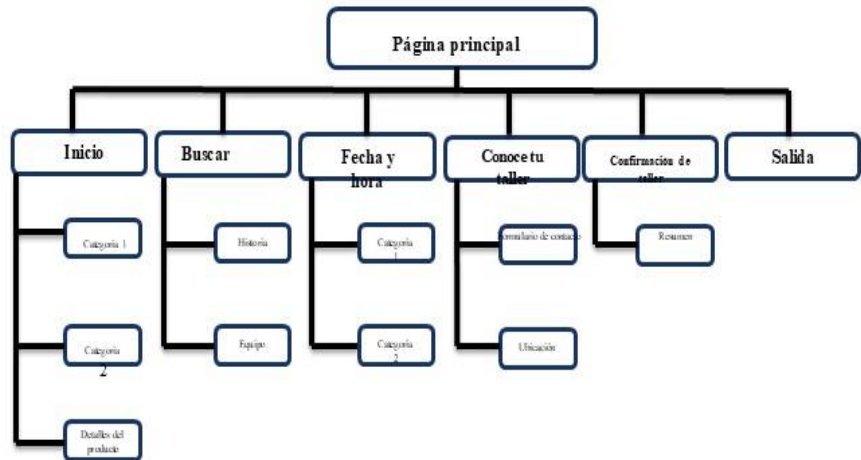 Página principal
Inicio
Buscar
Fecha y
hora
Conoce tu
taller
Confirmación de
taller
Salida
Categoría 1
Historia
Categoría
1
Formulario de contacto
Resumen
Categoría
2
Equipo
Categoría
2
Ubicación
Detalles del
producto